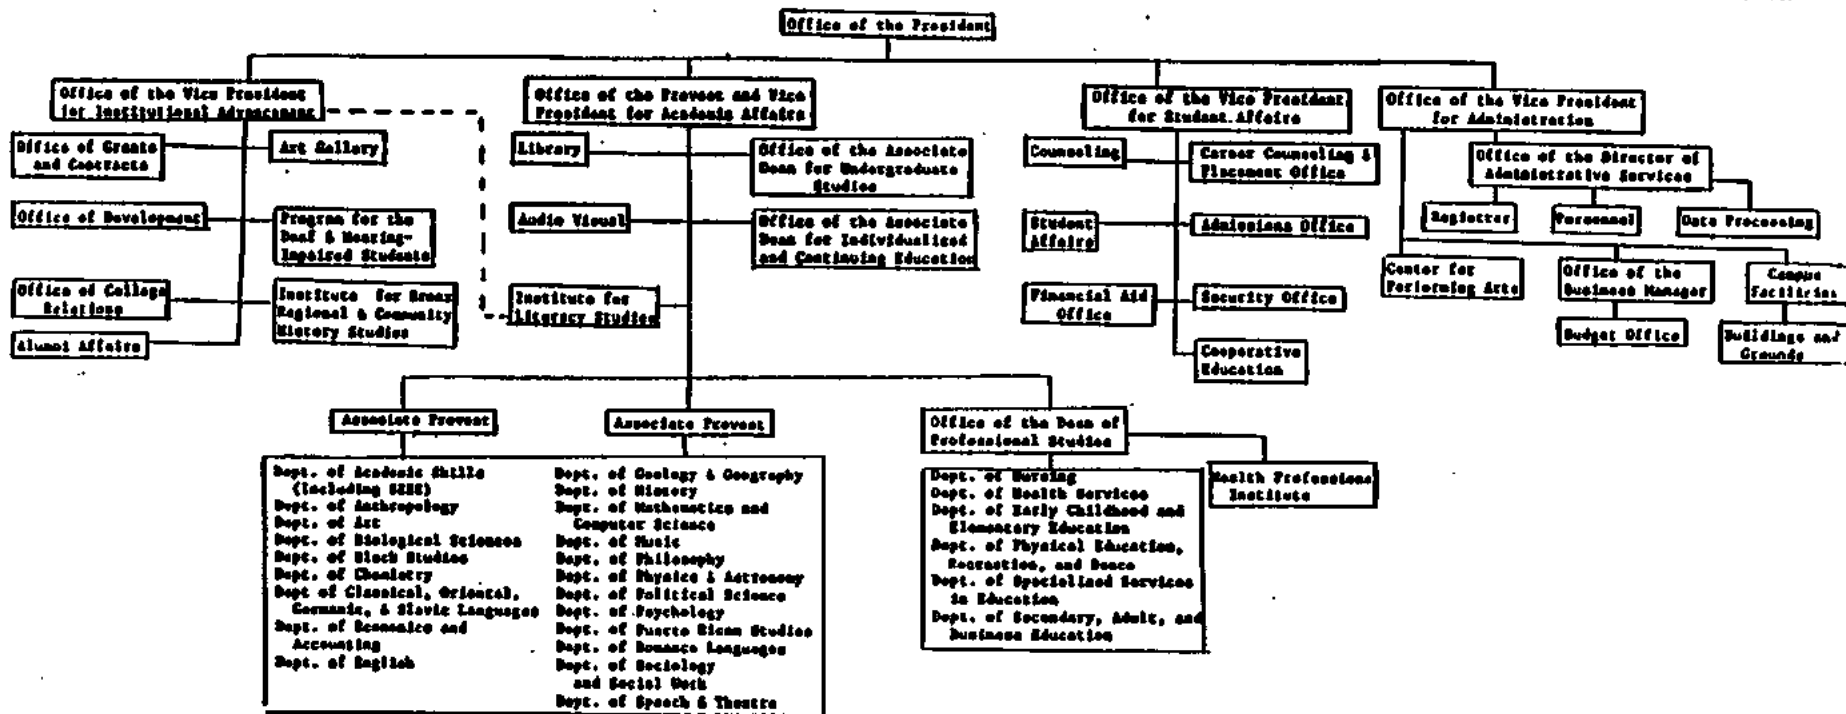 Office of the President
Office of the Vice President
for Institutional Advancement
Office of the Provost and Vice
President for Academic Affairs
Office of the Vice President
for Student Affairs
Office of the Vice President
for Administration
Office of Grants
and Contracts
Art Gallery
Office of Development
Program for the
Deaf & Hearing-
Impaired Students
Office of College
Relations
Institute for Bronx
Regional & Community
History Studies
Alumni Affairs
Library
Office of the Associate
Dean for Undergraduate
Studies
Audio Visual
Office of the Associate
Dean for Individualized
and Continuing Education
Institute for
Literacy Studies
Counseling
Career Counseling &
Placement Office
Student
Affairs
Admissions Office
Financial Aid
Office
Security Office
Cooperative
Education
Office of the Director of
Administrative Services
Registrar
Personnel
Data Processing
Center for
Performing Arts
Office of the
Business Manager
Campus
Facilities
Budget Office
Buildings and
Grounds
Associate Provost
Associate Provost
Office of the Dean of
Professional Studies
Health Professions
Institute
Dept. of Academic Skills
(Including SEEK)
Dept. of Anthropology
Dept. of Art
Dept. of Biological Sciences
Dept. of Black Studies
Dept. of Chemistry
Dept of Classical, Oriental,
Germanic, & Slavic Languages
Dept. of Economics and
Accounting
Dept. of English
Dept. of Geology & Geography
Dept. of History
Dept. of Mathematics and
Computer Science
Dept. of Music
Dept. of Philosophy
Dept. of Physics & Astronomy
Dept. of Political Science
Dept. of Psychology
Dept. of Puerto Rican Studies
Dept. of Romance Languages
Dept. of Sociology
and Social Work
Dept. of Speech & Theatre
Dept. of Nursing
Dept. of Health Services
Dept. of Early Childhood and
Elementary Education
Dept. of Physical Education,
Recreation, and Dance
Dept. of Specialized Services
in Education
Dept. of Secondary, Adult, and
Business Education